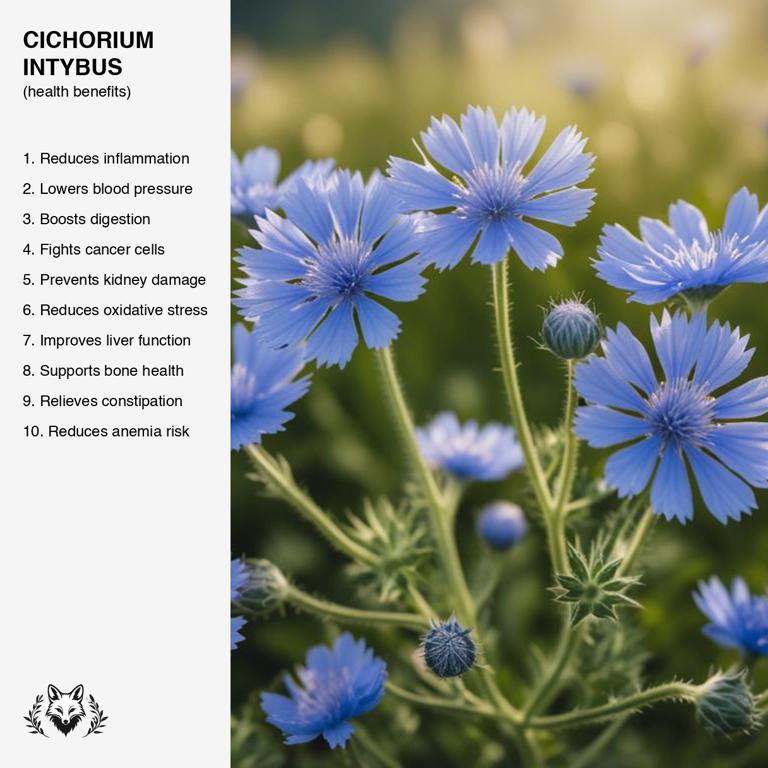 CICHORIUM
INTYBUS
(health benefits)
1. Reduces inflammation
2. Lowers blood pressure
3. Boosts digestion
4. Fights cancer cells
5. Prevents kidney damage
6. Reduces oxidative stress
7. Improves liver function
8. Supports bone health
9. Relieves constipation
10. Reduces anemia risk